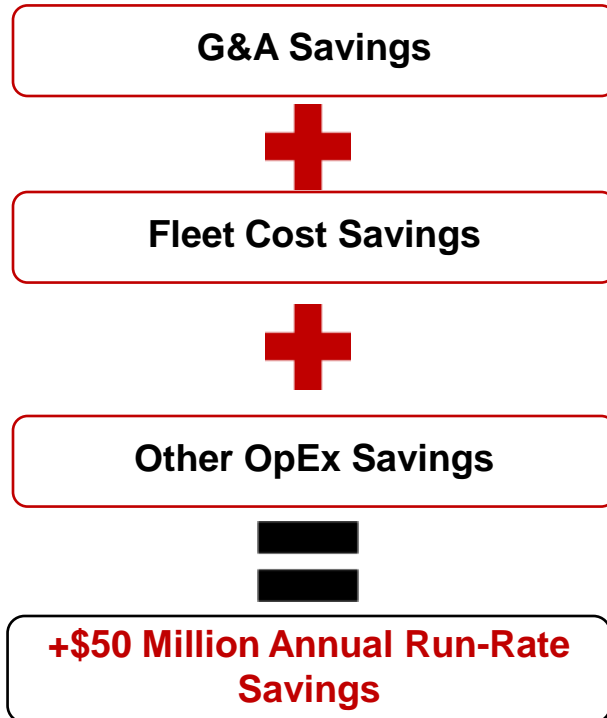 G&A Savings
Fleet Cost Savings
Other OpEx Savings
+$50 Million Annual Run-Rate
Savings